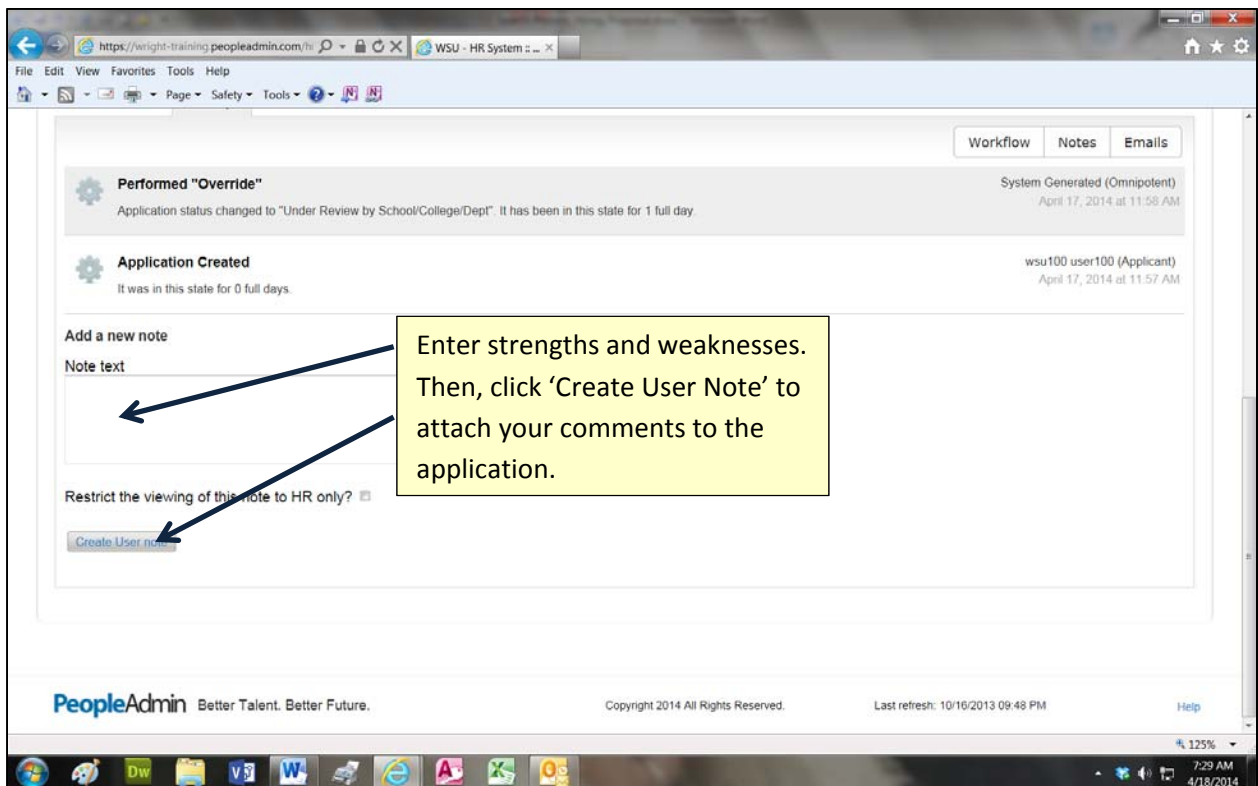 https://wright-training.peopleadmin.com/hr
WSU - HR System :: ...
File Edit View Favorites Tools Help
Page Safety Tools
Workflow Notes Emails
Performed "Override"
System Generated (Omnipotent)
Application status changed to "Under Review by School/College/Dept". It has been in this state for 1 full day.
April 17, 2014 at 11:58 AM
Application Created
wsu100 user100 (Applicant)
It was in this state for 0 full days.
April 17, 2014 at 11:57 AM
Add a new note
Note text
Enter strengths and weaknesses.
Then, click ‘Create User Note’ to
attach your comments to the
application.
Restrict the viewing of this note to HR only?
Create User note
PeopleAdmin Better Talent. Better Future.
Copyright 2014 All Rights Reserved.
Last refresh: 10/16/2013 09:48 PM
Help
125%
Dw
7:29 AM
4/18/2014